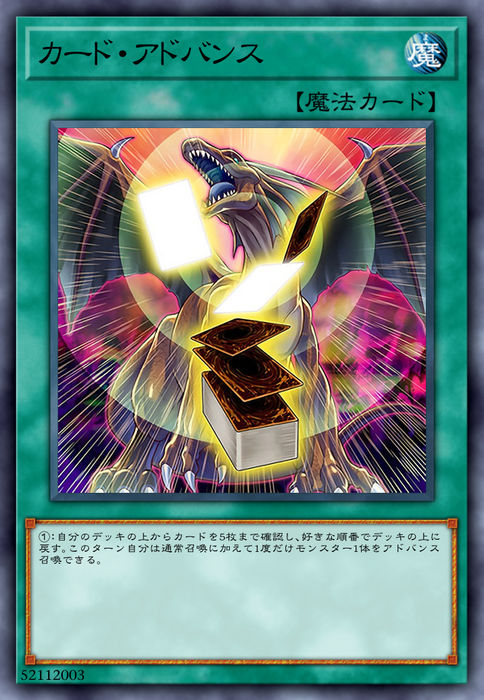 カード・アドバンス
魔
【魔法カード】
①:自分のデッキの上からカードを5枚まで確認し、好きな順番でデッキの上に
戻す。このターン自分は通常召喚に加えて1度だけモンスター1体をアドバンス
召喚できる。
52112003